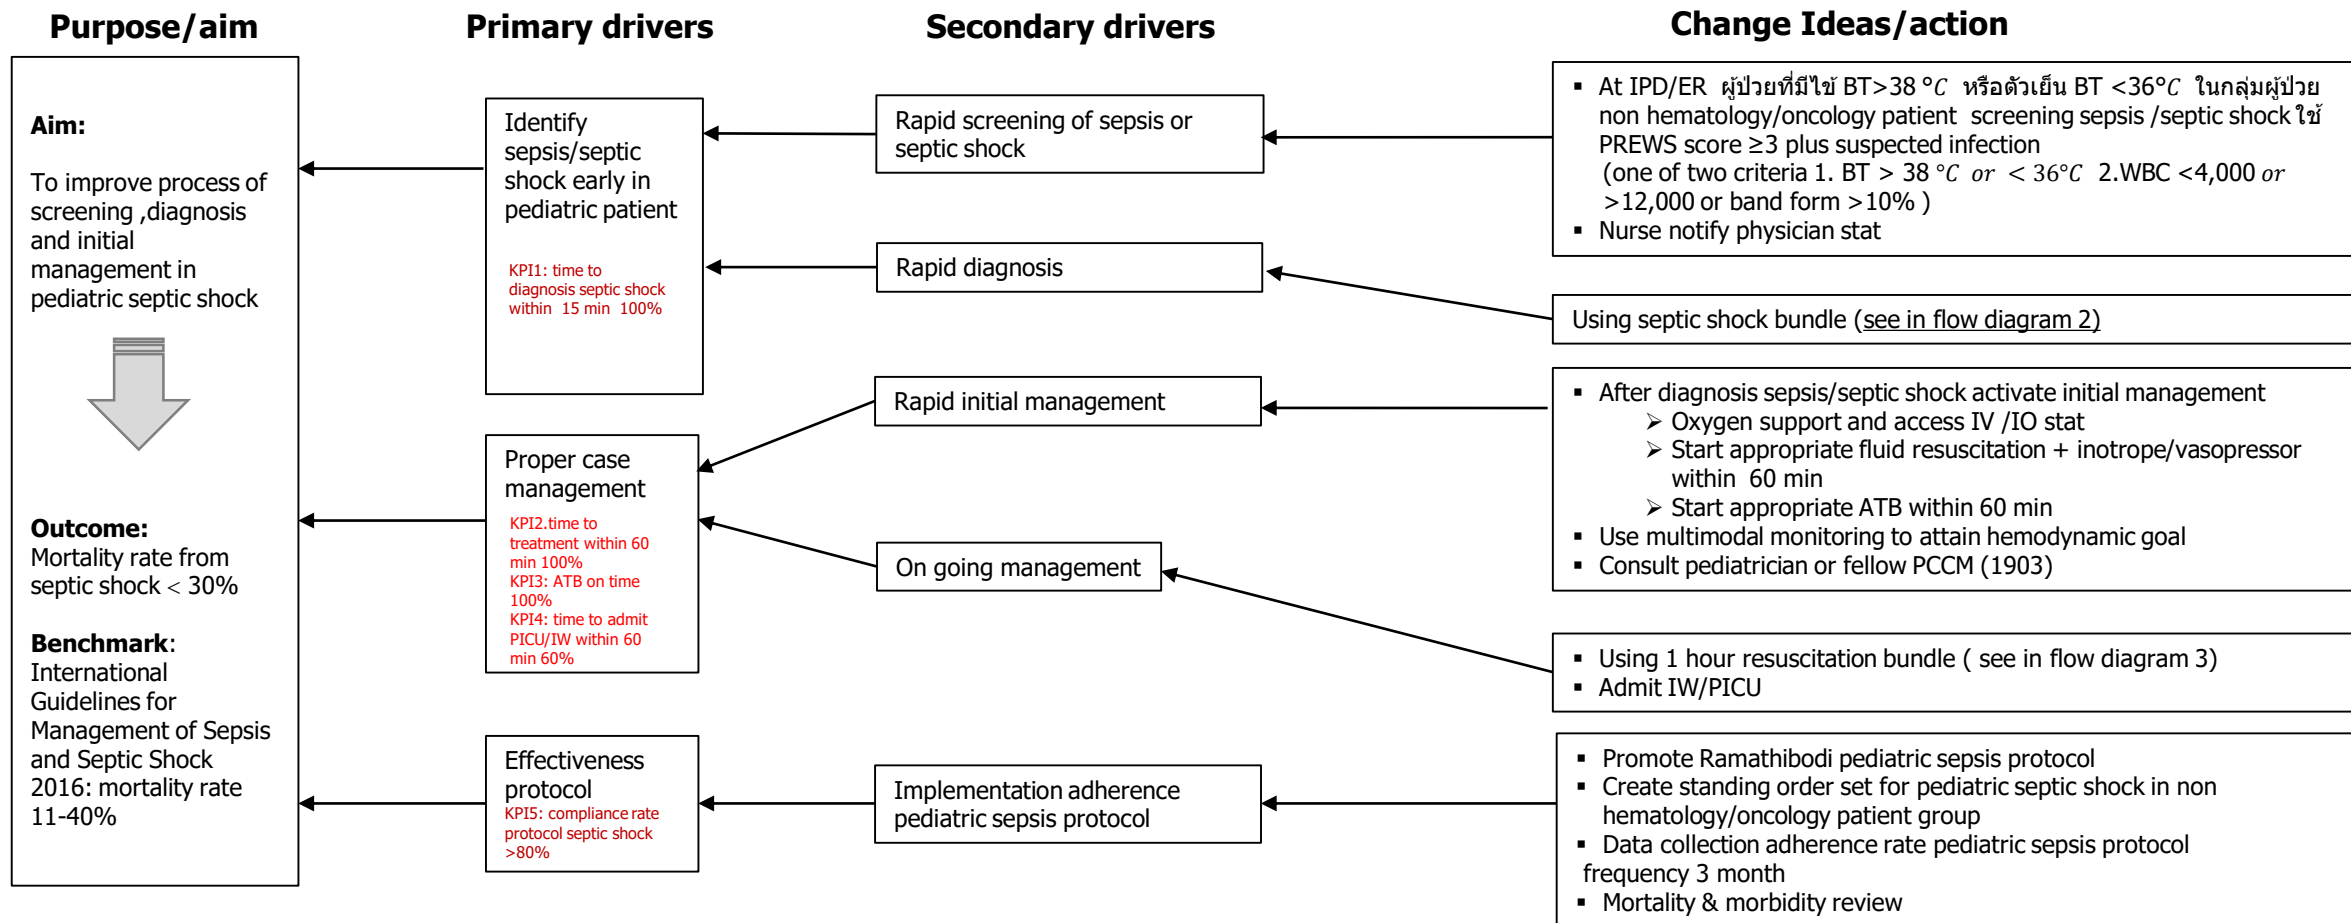 Purpose/aim
Primary drivers
Secondary drivers
Change Ideas/action
Aim:
To improve process of
screening ,diagnosis
and initial
management in
pediatric septic shock
Outcome:
Mortality rate from
septic shock < 30%
Benchmark:
International
Guidelines for
Management of Sepsis
and Septic Shock
2016: mortality rate
11-40%
Identify
sepsis/septic
shock early in
pediatric patient
KPI1: time to
diagnosis septic shock
within 15 min 100%
Proper case
management
KPI2.time to
treatment within 60
min 100%
KPI3: ATB on time
100%
KPI4: time to admit
PICU/IW within 60
min 60%
Effectiveness
protocol
KPI5: compliance rate
protocol septic shock
>80%
Rapid screening of sepsis or
septic shock
Rapid diagnosis
Rapid initial management
On going management
Implementation adherence
pediatric sepsis protocol
▪ At IPD/ER ผู้ป่วยที่มีไข้ BT>38 °C หรือตัวเย็น BT <36°C ในกลุ่มผู้ป่วย
non hematology/oncology patient screening sepsis /septic shock ใช้
PREWS score ≥3 plus suspected infection
(one of two criteria 1. BT > 38 °C or < 36°C 2.WBC <4,000 or
>12,000 or band form >10% )
▪ Nurse notify physician stat
Using septic shock bundle (see in flow diagram 2)
▪ After diagnosis sepsis/septic shock activate initial management
➢ Oxygen support and access IV /IO stat
➢ Start appropriate fluid resuscitation + inotrope/vasopressor
within 60 min
➢ Start appropriate ATB within 60 min
▪ Use multimodal monitoring to attain hemodynamic goal
▪ Consult pediatrician or fellow PCCM (1903)
▪ Using 1 hour resuscitation bundle ( see in flow diagram 3)
▪ Admit IW/PICU
▪ Promote Ramathibodi pediatric sepsis protocol
▪ Create standing order set for pediatric septic shock in non
hematology/oncology patient group
▪ Data collection adherence rate pediatric sepsis protocol
frequency 3 month
▪ Mortality & morbidity review